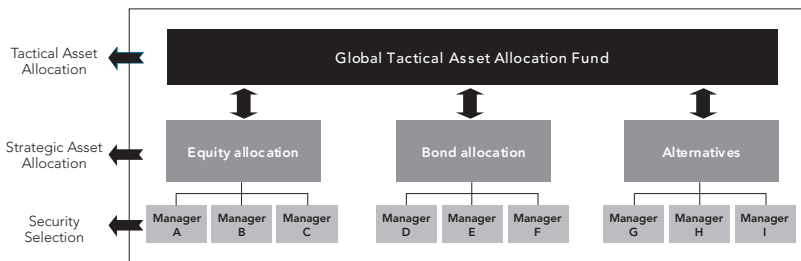 Tactical Asset
Allocation
Global Tactical Asset Allocation Fund
Strategic Asset
Allocation
Equity allocation
Bond allocation
Alternatives
Security
Selection
Manager
A
Manager
B
Manager
C
Manager
D
Manager
E
Manager
F
Manager
G
Manager
H
Manager
I